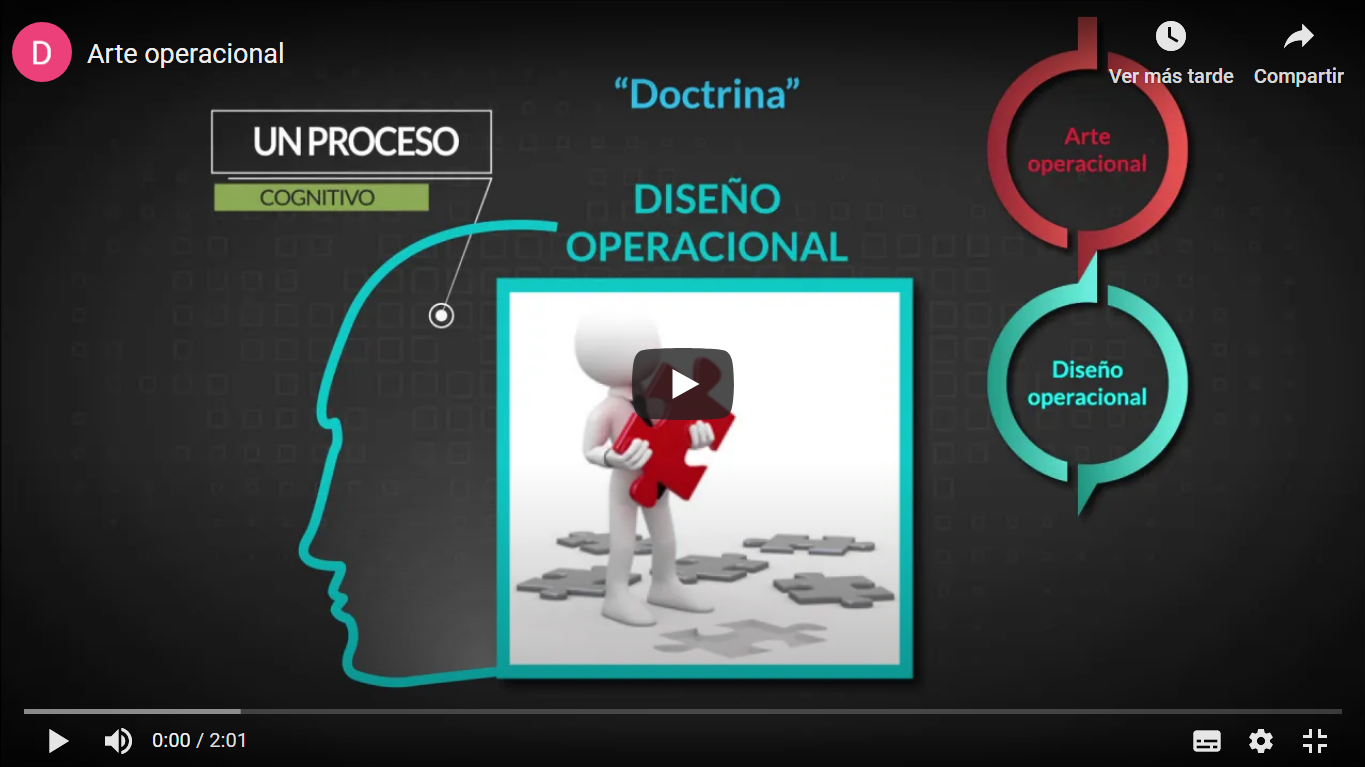 D
Arte operacional
Ver más tarde
Compartir
“Doctrina”
UN PROCESO
COGNITIVO
DISEÑO
OPERACIONAL
Arte
operacional
Diseño
operacional
0:00 / 2:01